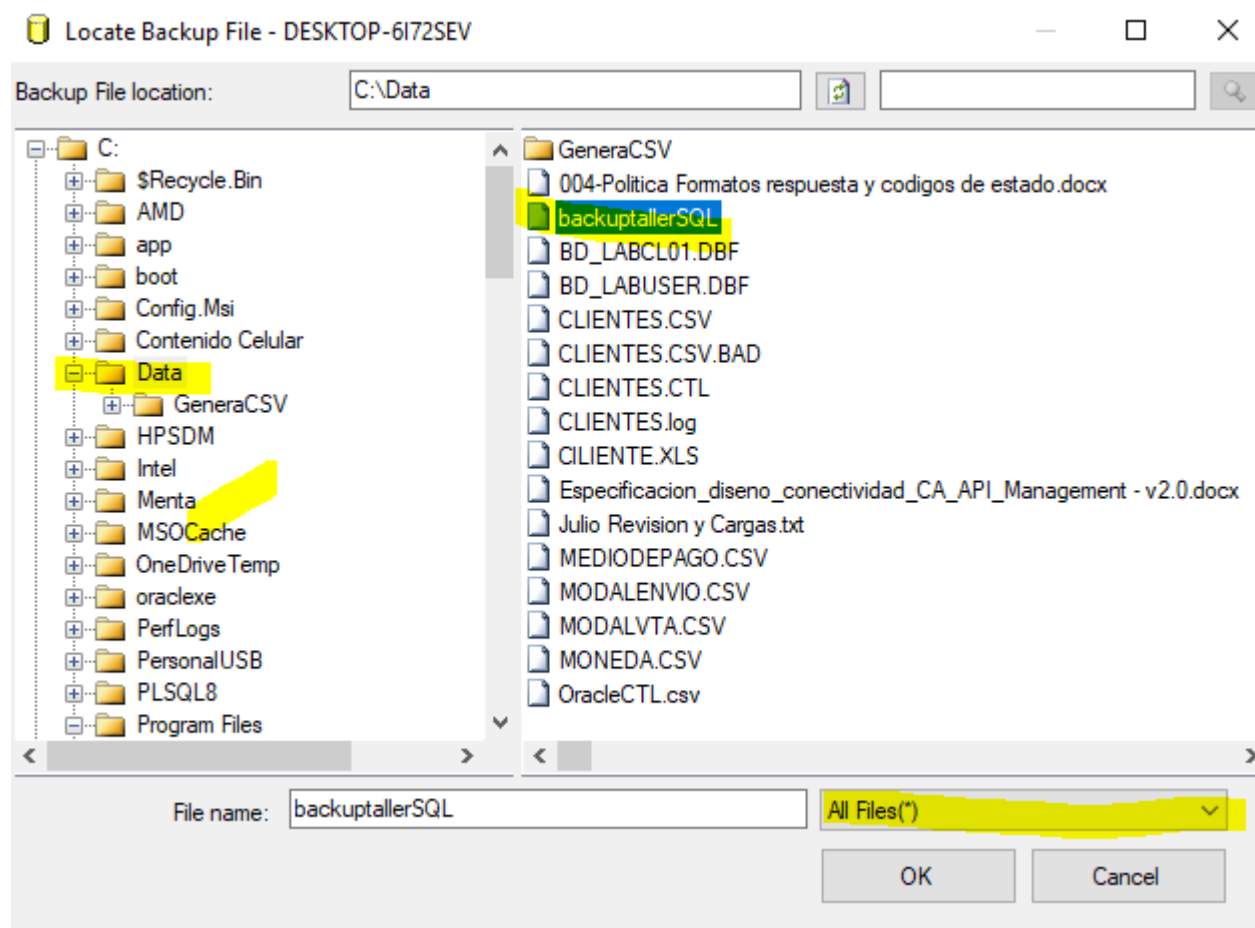 Locate Backup File - DESKTOP-6I72SEV
Backup File location:
C:\Data
C:
$Recycle.Bin
AMD
app
boot
Config.Msi
Contenido Celular
Data
GeneraCSV
HPSDM
Intel
Menta
MSOCache
OneDriveTemp
oraclexe
PerfLogs
PersonalUSB
PLSQL8
Program Files
GeneraCSV
004-Politica Formatos respuesta y codigos de estado.docx
backuptallerSQL
BD_LABCL01.DBF
BD_LABUSER.DBF
CLIENTES.CSV
CLIENTES.CSV.BAD
CLIENTES.CTL
CLIENTES.log
CILIENTE.XLS
Especificacion_diseno_conectividad_CA_API_Management - v2.0.docx
Julio Revision y Cargas.txt
MEDIODEPAGO.CSV
MODALENVIO.CSV
MODALVTA.CSV
MONEDA.CSV
OracleCTL.csv
File name:
backuptallerSQL
All Files(*)
OK
Cancel